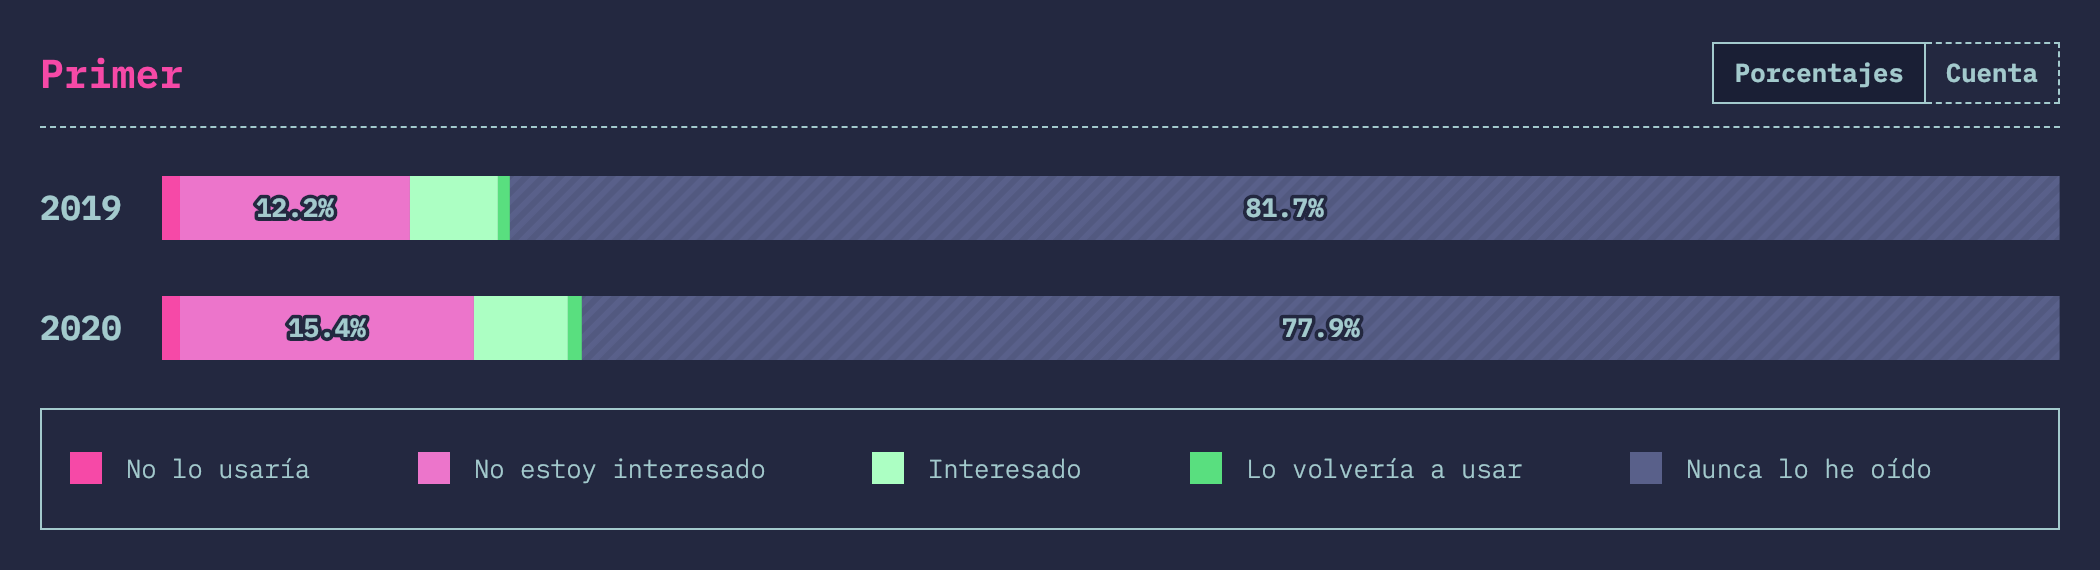 Primer
Porcentajes Cuenta
2019 12.2% 81.7%
2020 15.4% 77.9%
No lo usaría No estoy interesado Interesado Lo volvería a usar Nunca lo he oído